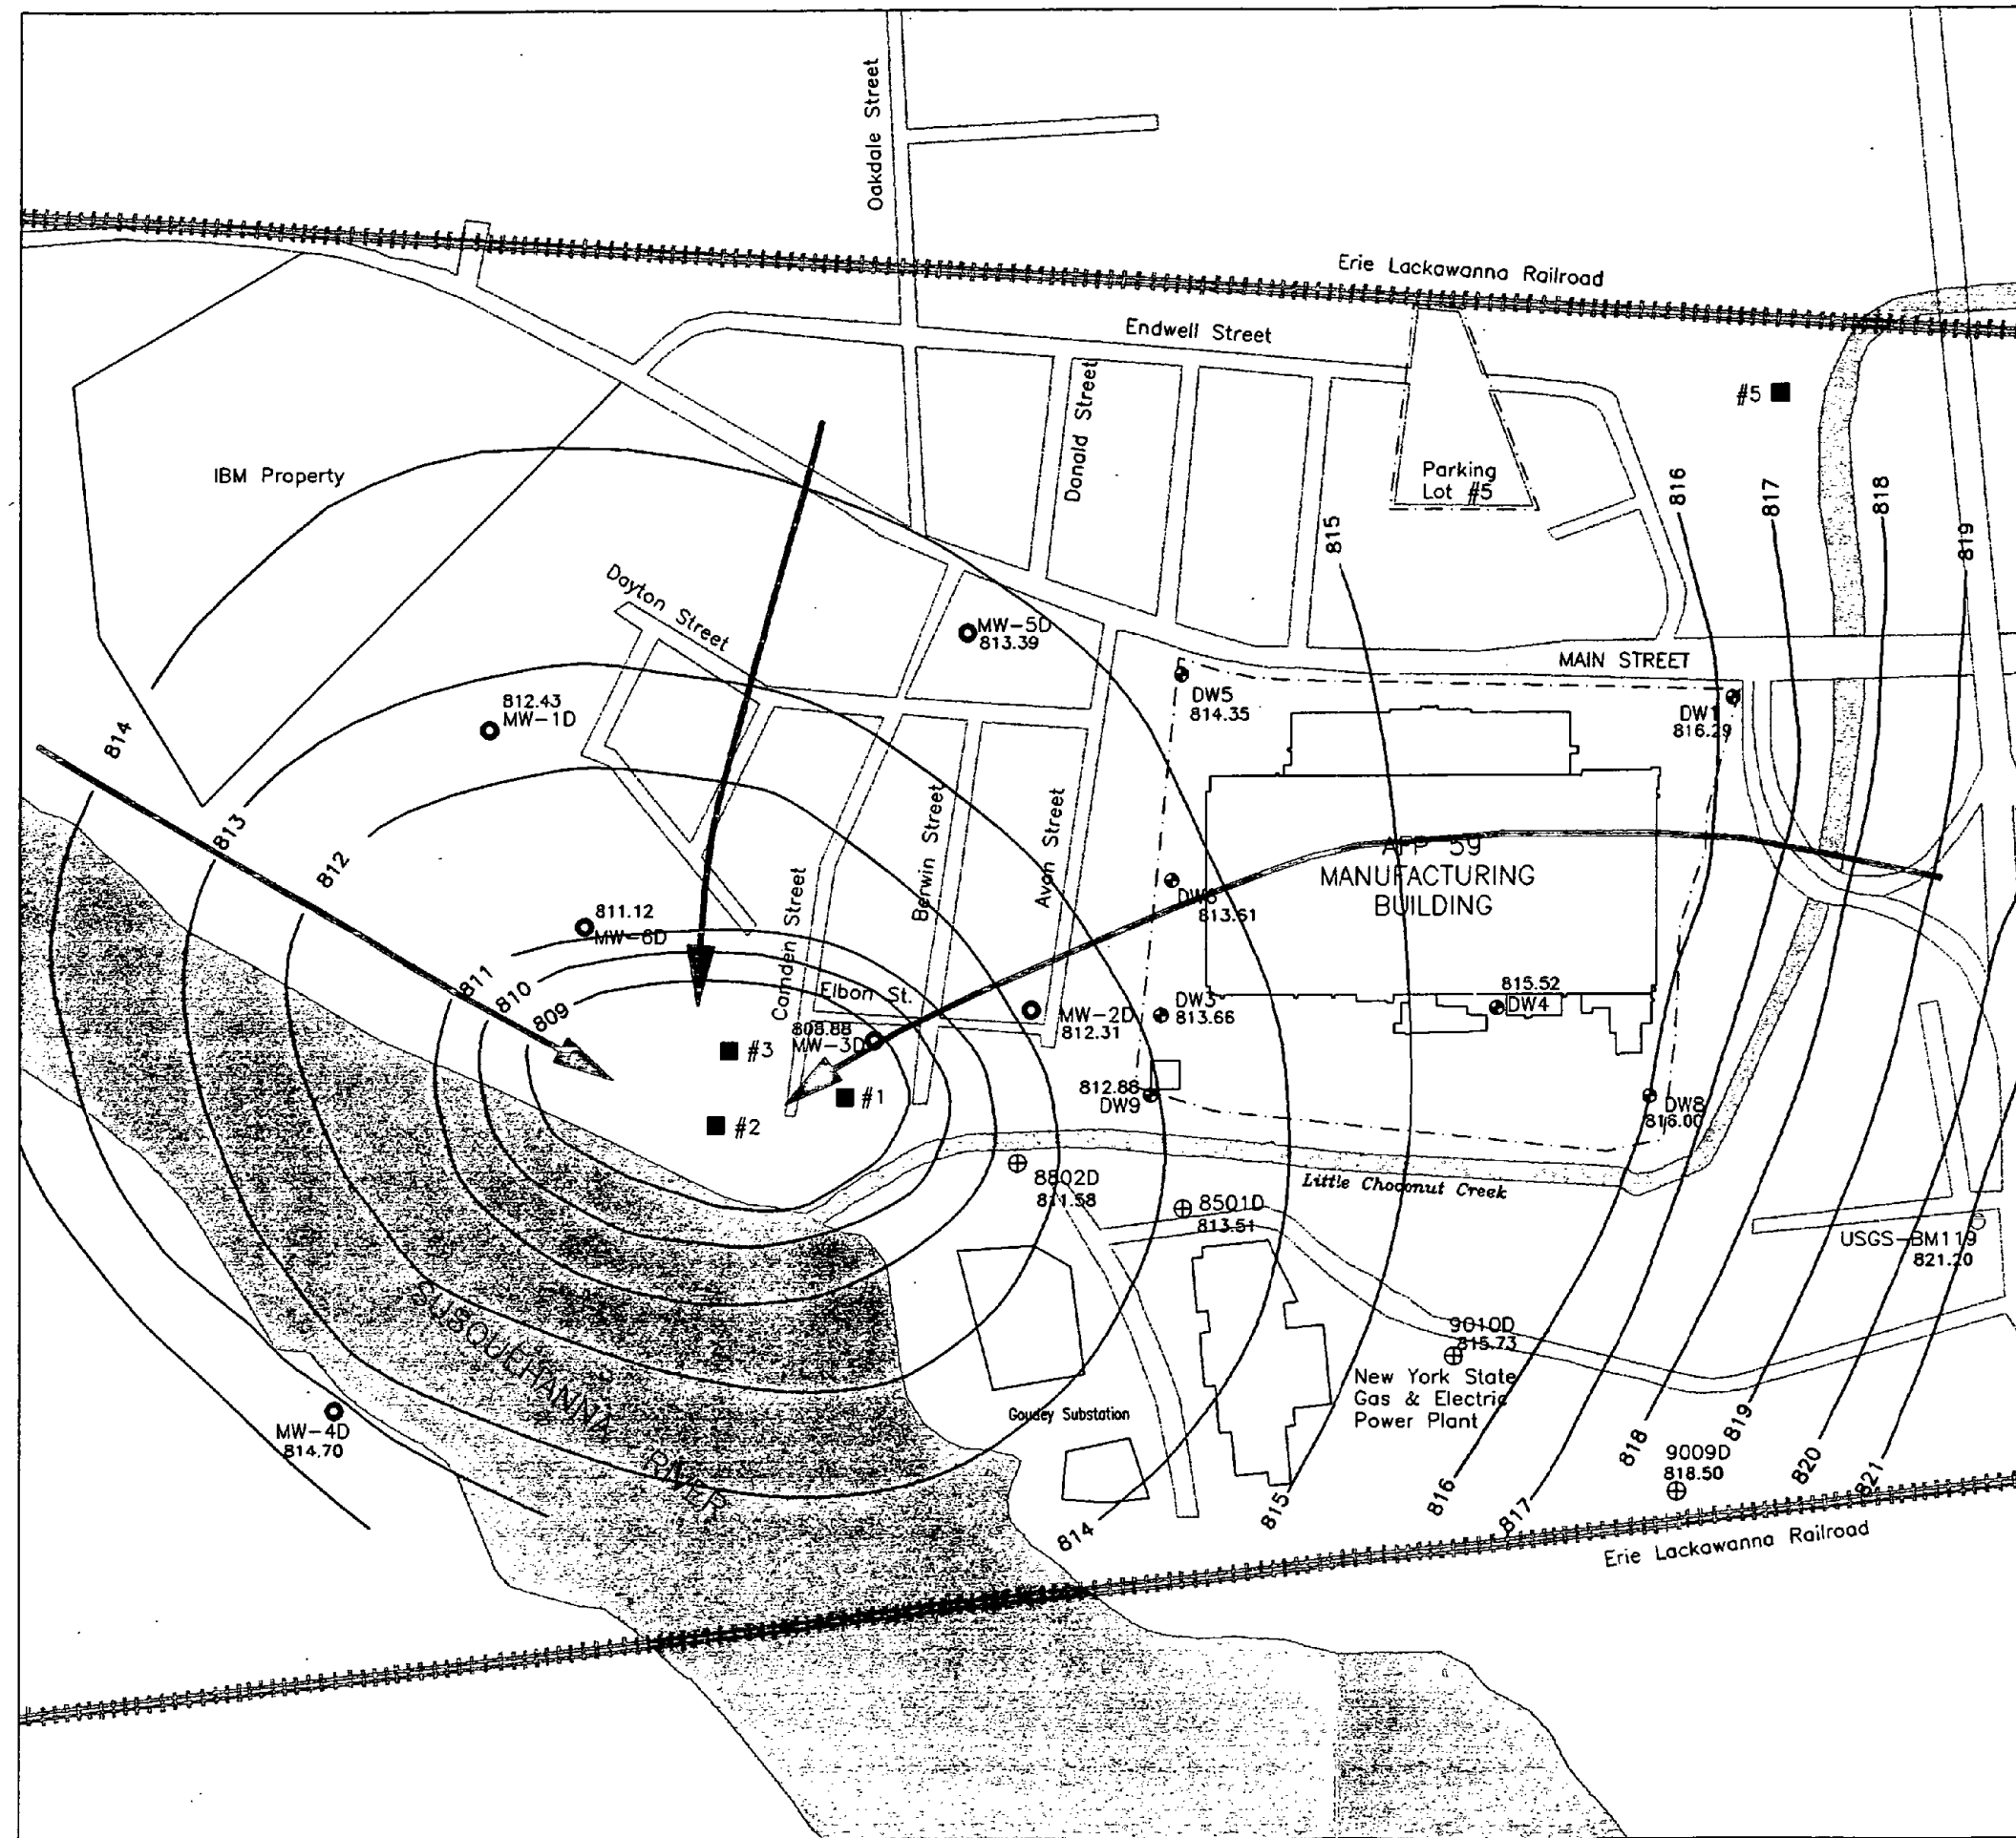 Oakdale Street
Erie Lackawanna Railroad
Endwell Street
Donald Street
#5
IBM Property
Parking
Lot #5
815
816
817
818
819
Dayton Street
MW-5D
813.39
MAIN STREET
DW5
814.35
DW1
816.29
812.43
MW-1D
814
813
812
Berwin Street
Avon Street
AFP 59
MANUFACTURING
BUILDING
813.61
811.12
MW-6D
Camden Street
811
810
809
Elbon St.
808.88
MW-3D
MW-2D
812.31
DW3
813.66
815.52
DW4
#3
#1
#2
812.88
DW9
DW8
816.00
8802D
811.58
8501D
813.51
Little Choconut Creek
USGS-BM119
821.20
SUSQUEHANNA RIVER
9010D
815.73
New York State
Gas & Electric
Power Plant
Goudey Substation
MW-4D
814.70
814
815
816
817
818
819
820
821
9009D
818.50
Erie Lackawanna Railroad